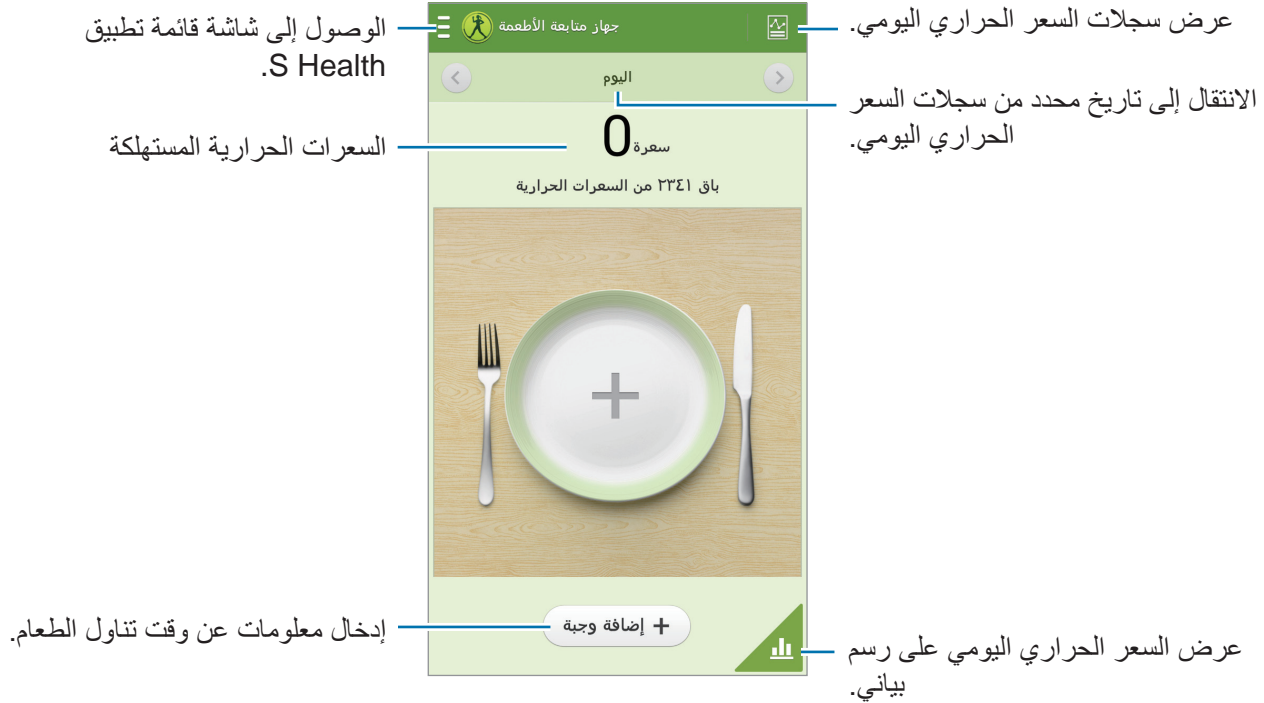 الوصول إلى شاشة قائمة تطبيق
S Health.
جهاز متابعة الأطعمة
عرض سجلات السعر الحراري اليومي.
اليوم
الانتقال إلى تاريخ محدد من سجلات السعر
الحراري اليومي.
السعرات الحرارية المستهلكة
0 سعرة
باق ٢٣٤١ من السعرات الحرارية
إدخال معلومات عن وقت تناول الطعام.
+ إضافة وجبة
عرض السعر الحراري اليومي على رسم
بياني.